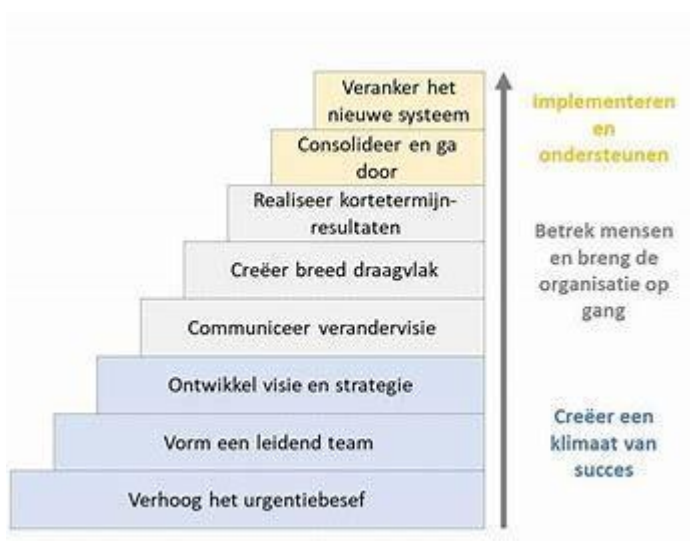 Veranker het
nieuwe systeem
Consolideer en ga
door
Realiseer kortetermijn-
resultaten
Creëer breed draagvlak
Communiceer verandervisie
Ontwikkel visie en strategie
Vorm een leidend team
Verhoog het urgentiebesef
Implementeren
en
ondersteunen
Betrek mensen
en breng de
organisatie op
gang
Creëer een
klimaat van
succes